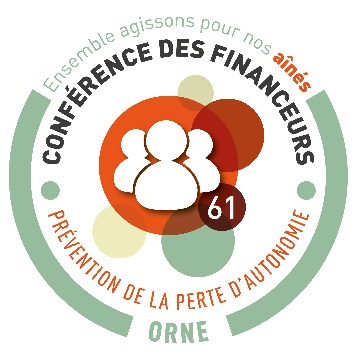 Ensemble agissons pour nos aînés
CONFÉRENCE DES FINANCEURS
61
PRÉVENTION DE LA PERTE D'AUTONOMIE
ORNE